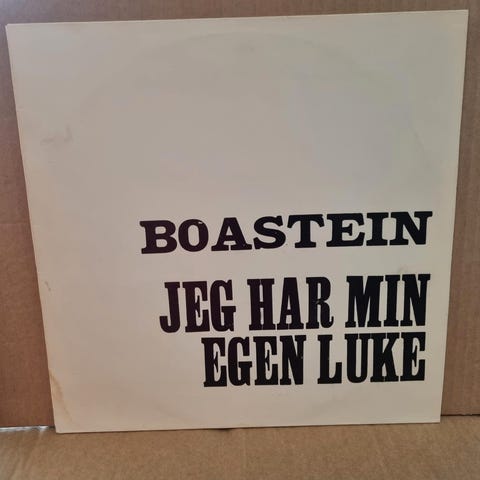 BOASTEIN
JEG HAR MIN
EGEN LUKE